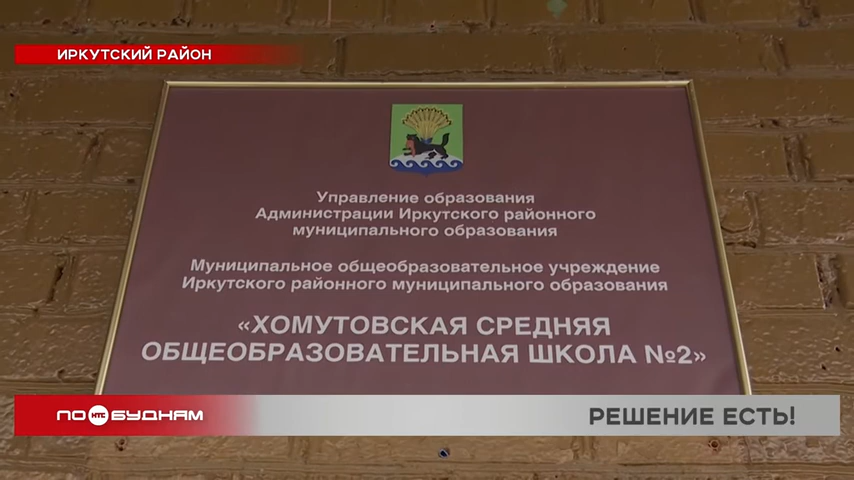 ИРКУТСКИЙ РАЙОН
Управление образования
Администрации Иркутского районного
муниципального образования
Муниципальное общеобразовательное учреждение
Иркутского районного муниципального образования
«ХОМУТОВСКАЯ СРЕДНЯЯ
ОБЩЕОБРАЗОВАТЕЛЬНАЯ ШКОЛА №2»
ПО НТС БУДНЯМ
РЕШЕНИЕ ЕСТЬ!